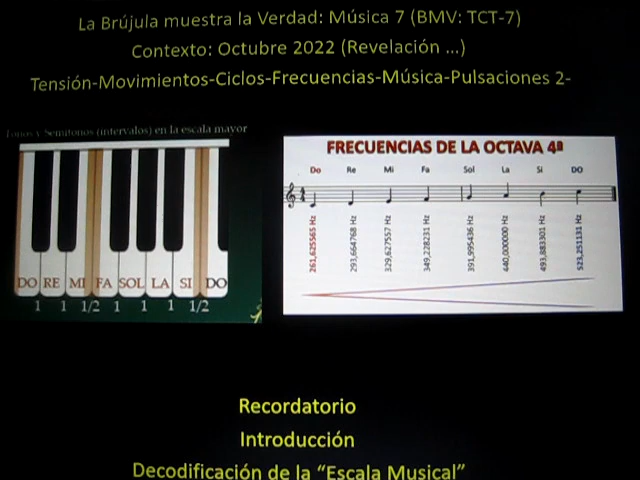 La Brújula muestra la Verdad: Música 7 (BMV: TCT-7)
Contexto: Octubre 2022 (Revelación ...)
Tensión-Movimientos-Ciclos-Frecuencias-Música-Pulsaciones 2-
Tonos y Semitonos (intervalos) en la escala mayor
DO RE MI FA SOL LA SI DO
1 1 1/2 1 1 1 1/2
FRECUENCIAS DE LA OCTAVA 4ª
Do Re Mi Fa Sol La Si DO
261,625565 Hz
293,664768 Hz
329,627557 Hz
349,228231 Hz
391,995436 Hz
440,000000 Hz
493,883301 Hz
523,251131 Hz
Recordatorio
Introducción
Decodificación de la “Escala Musical”